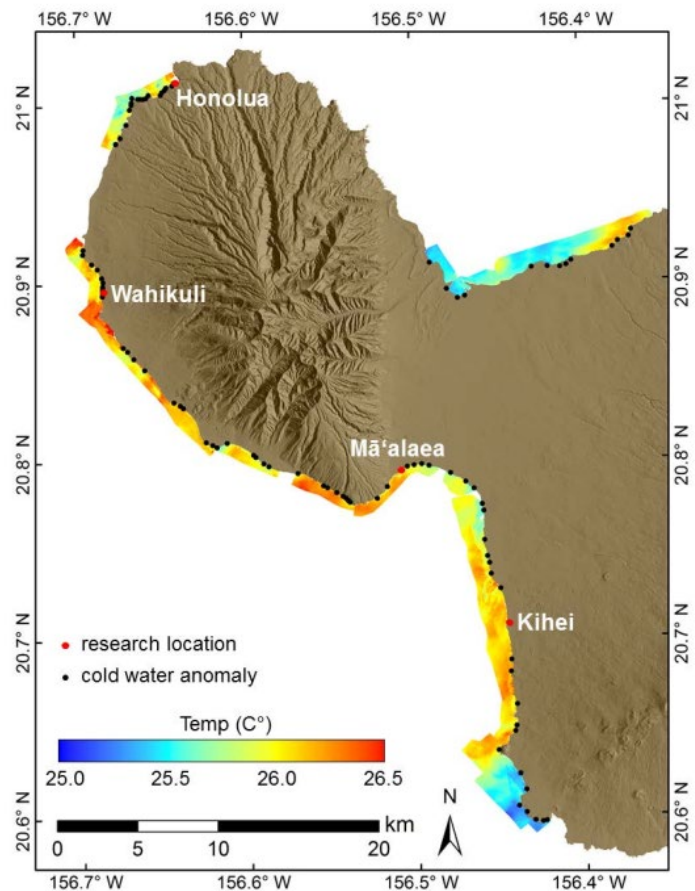 156.7° W 156.6° W 156.5° W 156.4° W
21° N
21° N
Honolua
20.9° N
20.9° N
Wahikuli
Mā‘alaea
20.8° N
20.8° N
Kihei
20.7° N
20.7° N
research location
cold water anomaly
Temp (C°)
25.0 25.5 26.0 26.5
N
20.6° N
20.6° N
km
0 5 10 20
156.7° W 156.6° W 156.5° W 156.4° W